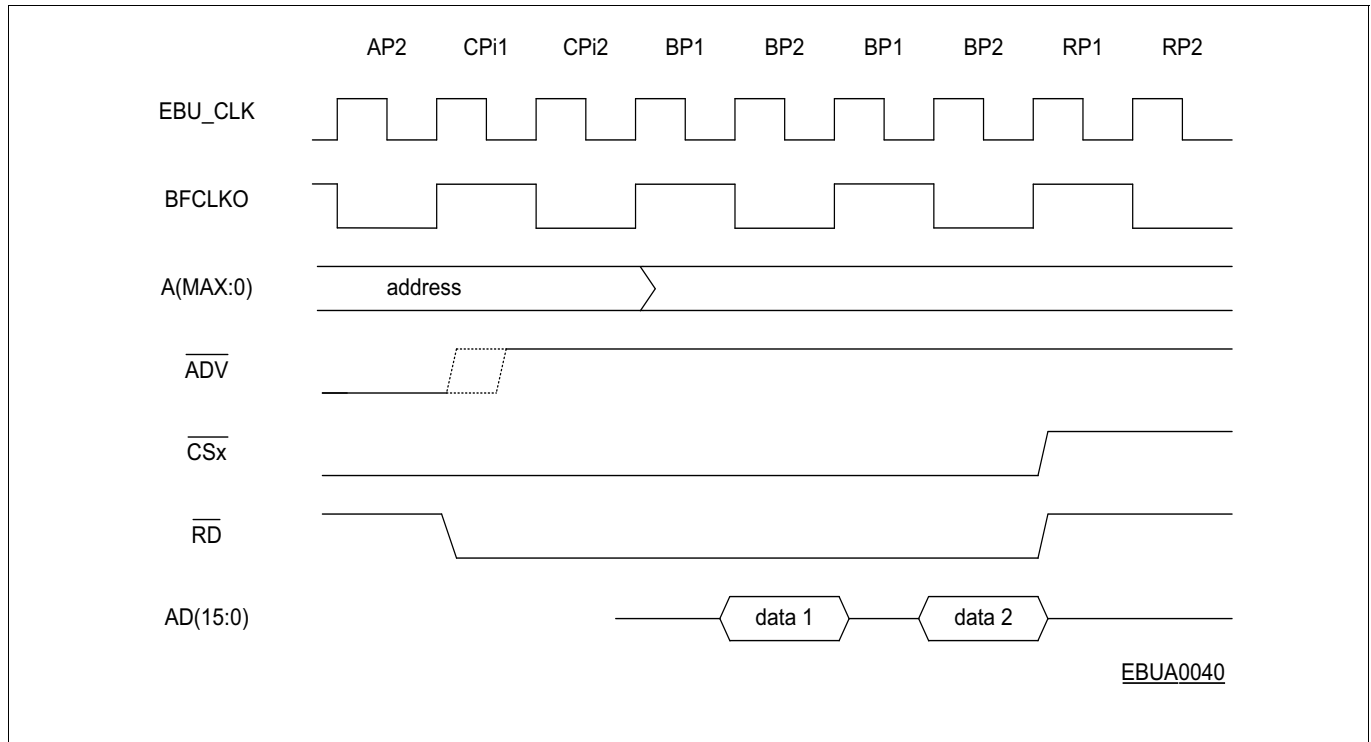 AP2 CPi1 CPi2 BP1 BP2 BP1 BP2 RP1 RP2
EBU_CLK
BFCLKO
A(MAX:0) address
ADV
CSx
RD
AD(15:0) data 1 data 2
EBUA0040